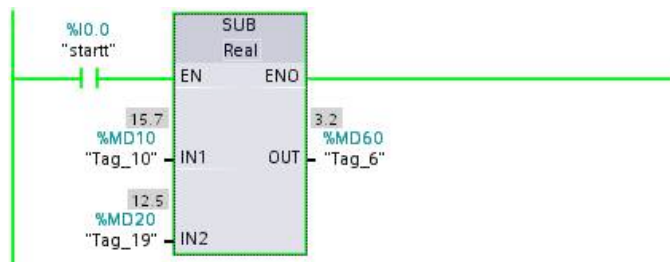 %I0.0
"startt"
SUB
Real
EN
ENO
15.7
%MD10
"Tag_10"
IN1
3.2
%MD60
OUT
"Tag_6"
12.5
%MD20
"Tag_19"
IN2